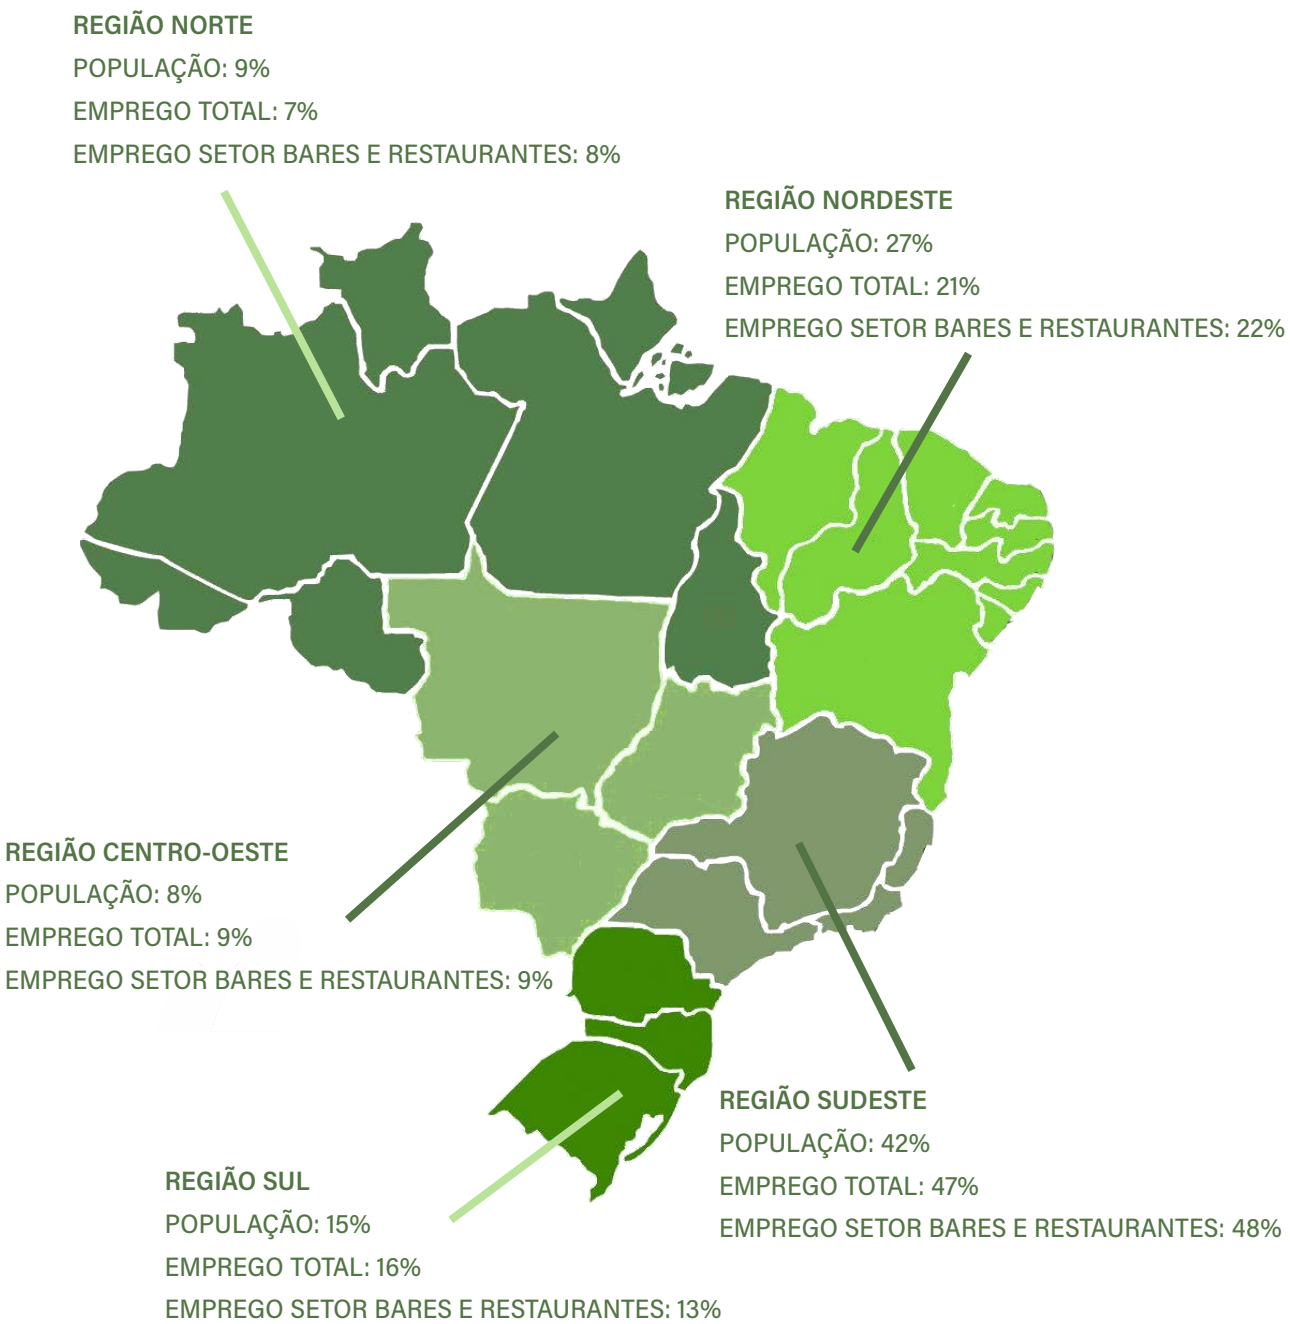 REGIÃO NORTE
POPULAÇÃO: 9%
EMPREGO TOTAL: 7%
EMPREGO SETOR BARES E RESTAURANTES: 8%
REGIÃO NORDESTE
POPULAÇÃO: 27%
EMPREGO TOTAL: 21%
EMPREGO SETOR BARES E RESTAURANTES: 22%
REGIÃO CENTRO-OESTE
POPULAÇÃO: 8%
EMPREGO TOTAL: 9%
EMPREGO SETOR BARES E RESTAURANTES: 9%
REGIÃO SUDESTE
POPULAÇÃO: 42%
EMPREGO TOTAL: 47%
EMPREGO SETOR BARES E RESTAURANTES: 48%
REGIÃO SUL
POPULAÇÃO: 15%
EMPREGO TOTAL: 16%
EMPREGO SETOR BARES E RESTAURANTES: 13%